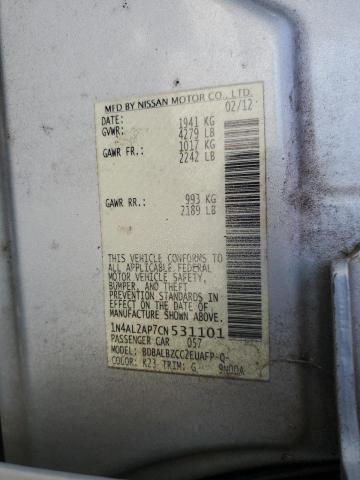 MFD BY NISSAN MOTOR CO., LTD.
DATE: 02/12
GVWR: 1941 KG
4279 LB
GAWR FR.: 1017 KG
2242 LB
GAWR RR.: 993 KG
2189 LB
THIS VEHICLE CONFORMS TO
ALL APPLICABLE FEDERAL
MOTOR VEHICLE SAFETY,
BUMPER, AND THEFT
PREVENTION STANDARDS IN
EFFECT ON THE DATE OF
MANUFACTURE SHOWN ABOVE.
1N4AL2AP7CN531101
PASSENGER CAR 057
MODEL: BDBALBZCC2EUAFP-Q-
COLOR: K23 TRIM: G 9N00A